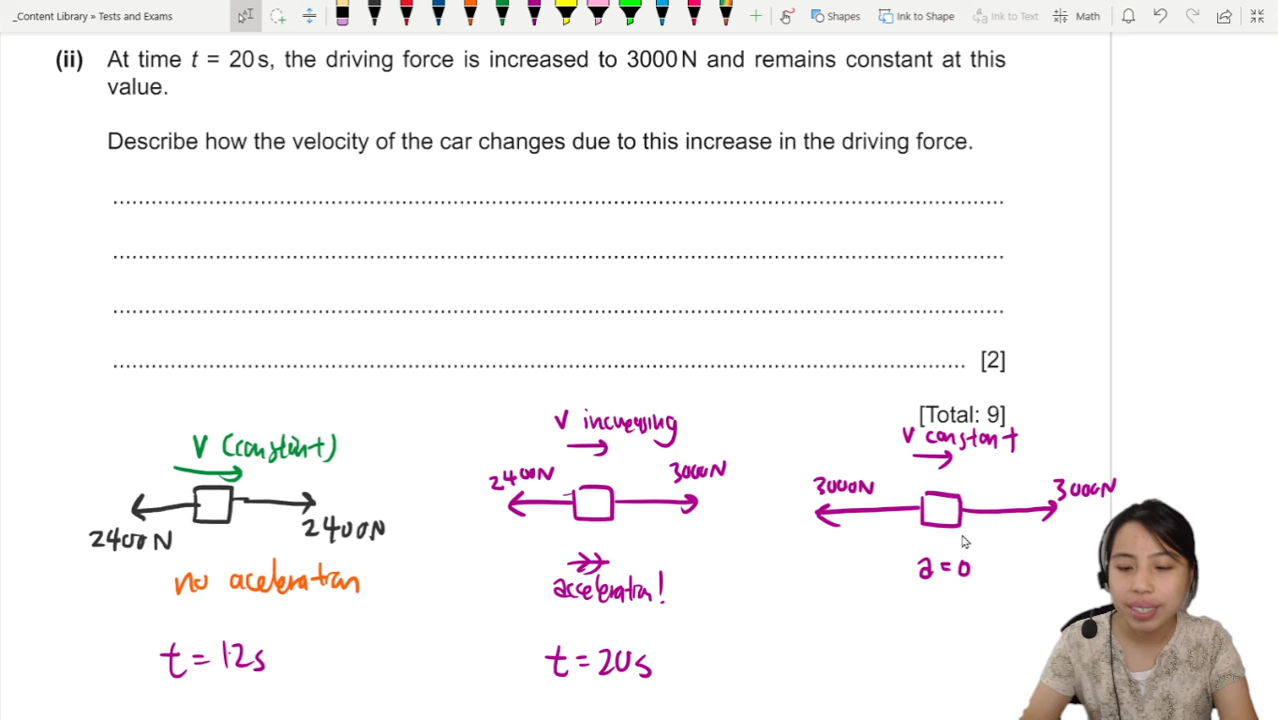 _Content Library » Tests and Exams
Shapes
Ink to Shape
Ink to Text
Math
(ii) At time t = 20 s, the driving force is increased to 3000 N and remains constant at this
value.
Describe how the velocity of the car changes due to this increase in the driving force.
[2]
[Total: 9]
V (constant)
2400N
2400N
no aceleration
t = 12s
V increasing
2400N
3000N
acceleration!
t = 20s
V constant
3000N
3000N
a = 0